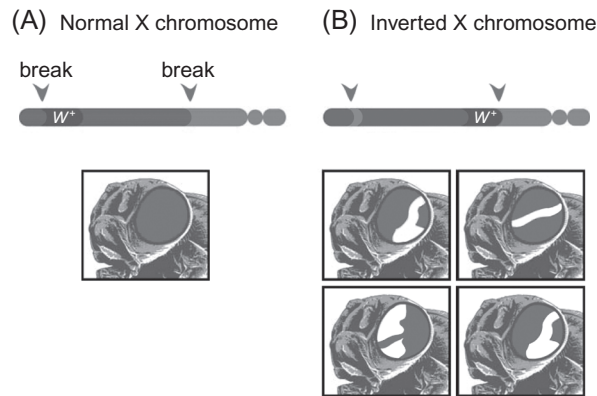 (A) Normal X chromosome
(B) Inverted X chromosome
break
break
W+
W+